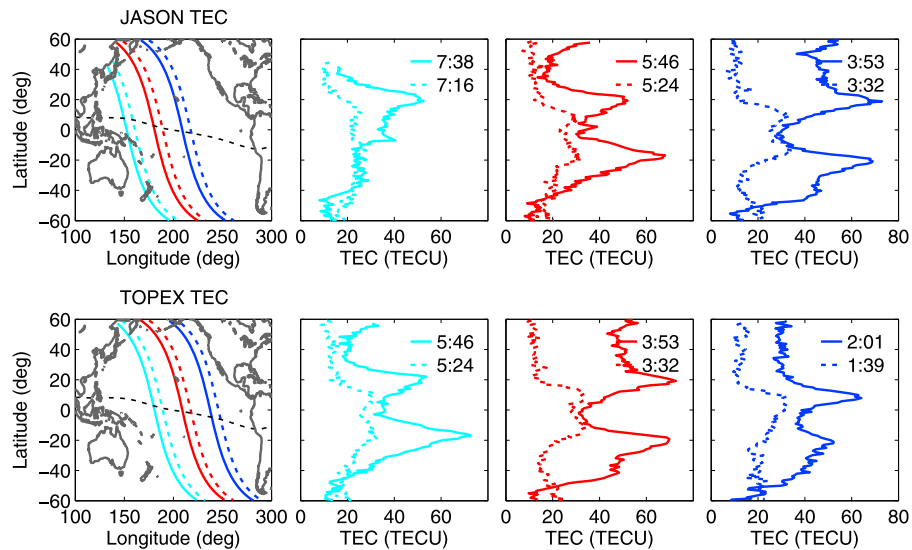 JASON TEC
60
40
20
0
−20
−40
−60
Latitude (deg)
100 150 200 250 300
Longitude (deg)
7:38
7:16
20 40 60
TEC (TECU)
5:46
5:24
20 40 60
TEC (TECU)
3:53
3:32
0 20 40 60 80
TEC (TECU)
TOPEX TEC
60
40
20
0
−20
−40
−60
Latitude (deg)
100 150 200 250 300
Longitude (deg)
5:46
5:24
20 40 60
TEC (TECU)
3:53
3:32
20 40 60
TEC (TECU)
2:01
1:39
0 20 40 60 80
TEC (TECU)